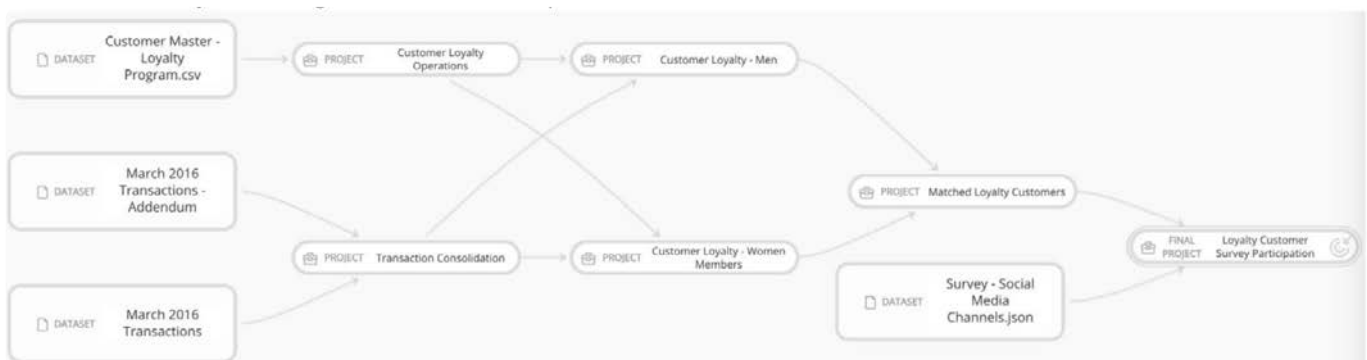 DATASET
Customer Master -
Loyalty
Program.csv
PROJECT
Customer Loyalty
Operations
PROJECT
Customer Loyalty - Men
DATASET
March 2016
Transactions -
Addendum
PROJECT
Matched Loyalty Customers
PROJECT
Transaction Consolidation
PROJECT
Customer Loyalty - Women
Members
FINAL
PROJECT
Loyalty Customer
Survey Participation
DATASET
March 2016
Transactions
DATASET
Survey - Social
Media
Channels.json